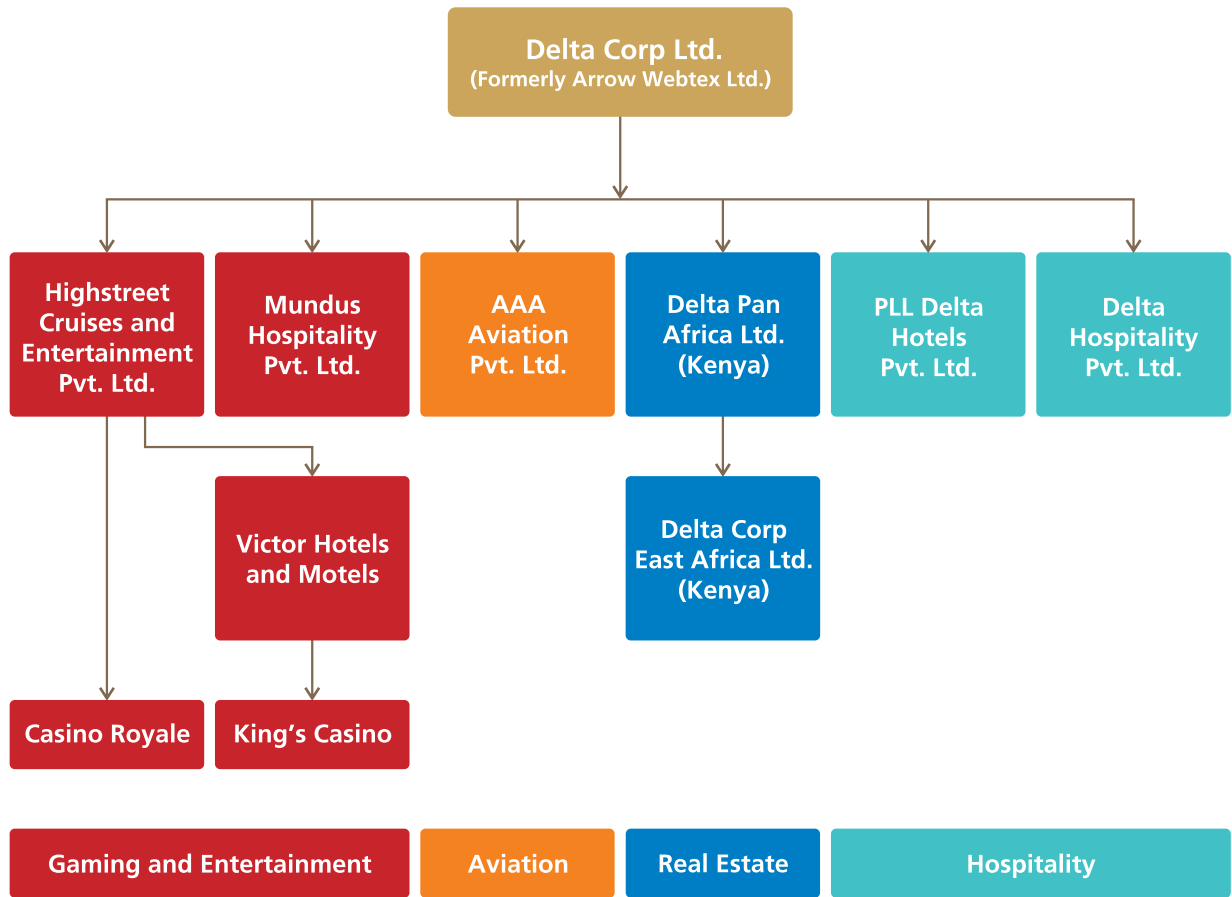 Delta Corp Ltd.
(Formerly Arrow Webtex Ltd.)
Highstreet
Cruises and
Entertainment
Pvt. Ltd.
Mundus
Hospitality
Pvt. Ltd.
AAA
Aviation
Pvt. Ltd.
Delta Pan
Africa Ltd.
(Kenya)
PLL Delta
Hotels
Pvt. Ltd.
Delta
Hospitality
Pvt. Ltd.
Victor Hotels
and Motels
Delta Corp
East Africa Ltd.
(Kenya)
Casino Royale
King’s Casino
Gaming and Entertainment
Aviation
Real Estate
Hospitality